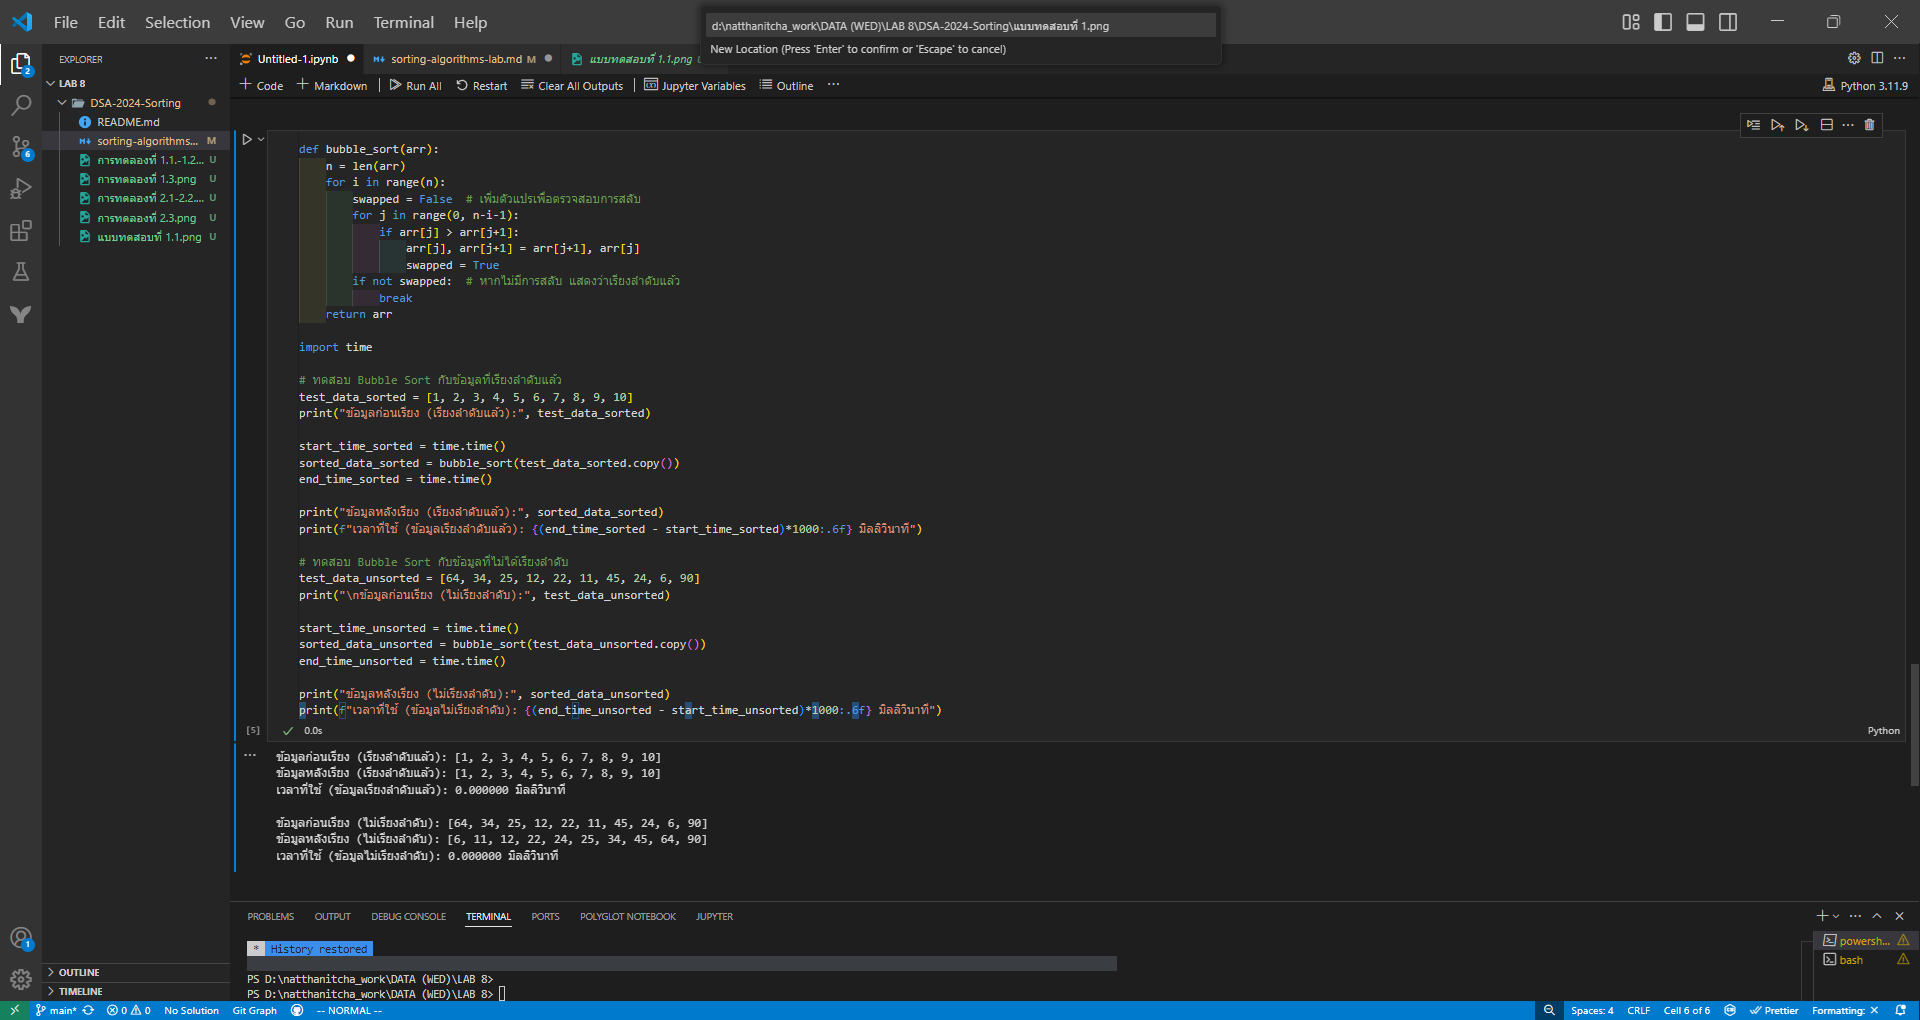 File Edit Selection View Go Run Terminal Help
d:\natthanitcha_work\DATA (WED)\LAB 8\DSA-2024-Sorting\แบบทดสอบที่ 1.png
New Location (Press 'Enter' to confirm or 'Escape' to cancel)
EXPLORER ...
LAB 8
DSA-2024-Sorting
README.md
sorting-algorithms... M
การทดลองที่ 1.1.-1.2... U
การทดลองที่ 1.3.png U
การทดลองที่ 2.1-2.2.... U
การทดลองที่ 2.3.png U
แบบทดสอบที่ 1.1.png U
OUTLINE
TIMELINE
Untitled-1.ipynb
sorting-algorithms-lab.md M
แบบทดสอบที่ 1.1.png
Code Markdown Run All Restart Clear All Outputs Jupyter Variables Outline ...
Python 3.11.9
def bubble_sort(arr):
n = len(arr)
for i in range(n):
swapped = False # เพิ่มตัวแปรเพื่อตรวจสอบการสลับ
for j in range(0, n-i-1):
if arr[j] > arr[j+1]:
arr[j], arr[j+1] = arr[j+1], arr[j]
swapped = True
if not swapped: # หากไม่มีการสลับ แสดงว่าเรียงลำดับแล้ว
break
return arr
import time
# ทดสอบ Bubble Sort กับข้อมูลที่เรียงลำดับแล้ว
test_data_sorted = [1, 2, 3, 4, 5, 6, 7, 8, 9, 10]
print("ข้อมูลก่อนเรียง (เรียงลำดับแล้ว):", test_data_sorted)
start_time_sorted = time.time()
sorted_data_sorted = bubble_sort(test_data_sorted.copy())
end_time_sorted = time.time()
print("ข้อมูลหลังเรียง (เรียงลำดับแล้ว):", sorted_data_sorted)
print(f"เวลาที่ใช้ (ข้อมูลเรียงลำดับแล้ว): {(end_time_sorted - start_time_sorted)*1000:.6f} มิลลิวินาที")
# ทดสอบ Bubble Sort กับข้อมูลที่ไม่ได้เรียงลำดับ
test_data_unsorted = [64, 34, 25, 12, 22, 11, 45, 24, 6, 90]
print("\nข้อมูลก่อนเรียง (ไม่เรียงลำดับ):", test_data_unsorted)
start_time_unsorted = time.time()
sorted_data_unsorted = bubble_sort(test_data_unsorted.copy())
end_time_unsorted = time.time()
print("ข้อมูลหลังเรียง (ไม่เรียงลำดับ):", sorted_data_unsorted)
print(f"เวลาที่ใช้ (ข้อมูลไม่เรียงลำดับ): {(end_time_unsorted - start_time_unsorted)*1000:.6f} มิลลิวินาที")
[5] 0.0s
Python
ข้อมูลก่อนเรียง (เรียงลำดับแล้ว): [1, 2, 3, 4, 5, 6, 7, 8, 9, 10]
ข้อมูลหลังเรียง (เรียงลำดับแล้ว): [1, 2, 3, 4, 5, 6, 7, 8, 9, 10]
เวลาที่ใช้ (ข้อมูลเรียงลำดับแล้ว): 0.000000 มิลลิวินาที
ข้อมูลก่อนเรียง (ไม่เรียงลำดับ): [64, 34, 25, 12, 22, 11, 45, 24, 6, 90]
ข้อมูลหลังเรียง (ไม่เรียงลำดับ): [6, 11, 12, 22, 24, 25, 34, 45, 64, 90]
เวลาที่ใช้ (ข้อมูลไม่เรียงลำดับ): 0.000000 มิลลิวินาที
PROBLEMS OUTPUT DEBUG CONSOLE TERMINAL PORTS POLYGLOT NOTEBOOK JUPYTER
* History restored
PS D:\natthanitcha_work\DATA (WED)\LAB 8>
PS D:\natthanitcha_work\DATA (WED)\LAB 8>
powersh...
bash
main* 0 0 No Solution Git Graph -- NORMAL --
Spaces: 4 CRLF Cell 6 of 6 Prettier Formatting: ×